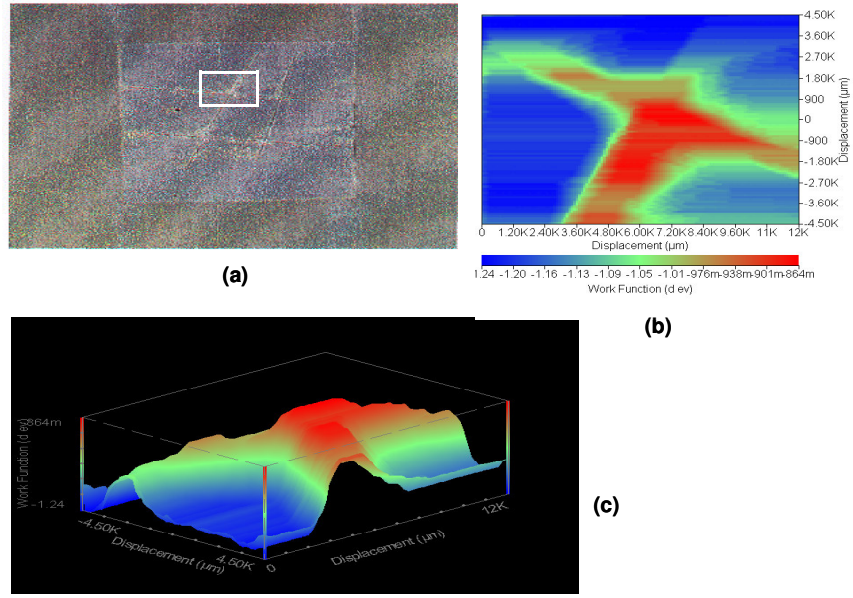 (a)
4.50K
3.60K
2.70K
1.80K
900
0
-900
-1.80K
-2.70K
-3.60K
-4.50K
Displacement (µm)
0 1.20K 2.40K 3.60K 4.80K 6.00K 7.20K 8.40K 9.60K 11K 12K
Displacement (µm)
1.24 -1.20 -1.16 -1.13 -1.09 -1.05 -1.01 -976m -938m -901m -864m
Work Function (d ev)
(b)
-864m
Work Function (d ev)
-1.24
-4.50K
Displacement (µm)
4.50K
0
Displacement (µm)
12K
(c)